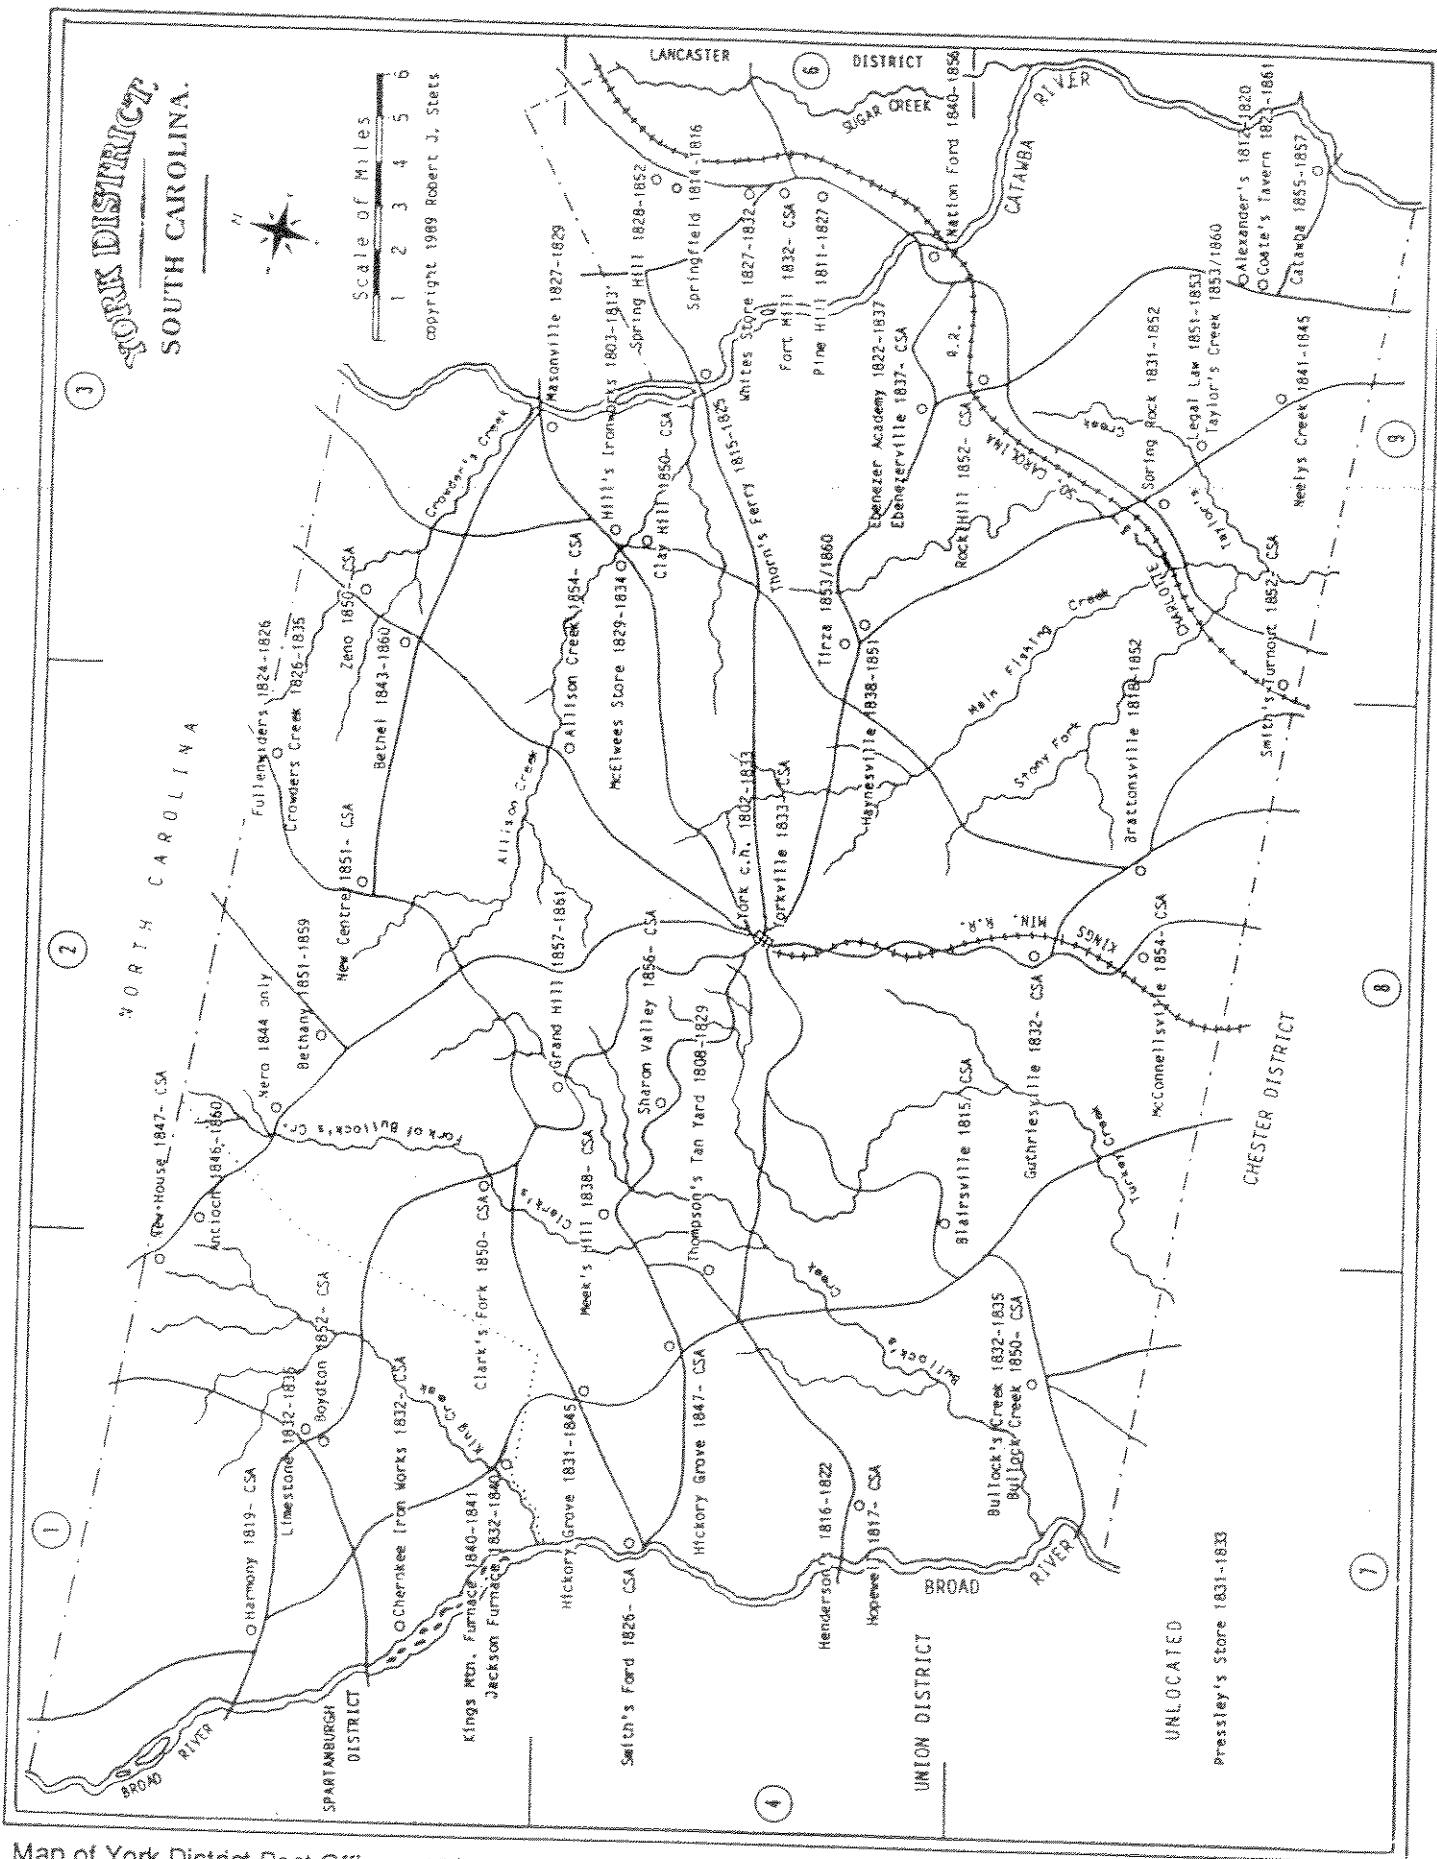 YORK DISTRICT,
SOUTH CAROLINA.
N
Scale of Miles
1 2 3 4 5 6
copyright 1989 Robert J. Stets
1
2
3
4
6
7
8
9
NORTH CAROLINA
LANCASTER DISTRICT
SUGAR CREEK
CATAWBA RIVER
CHESTER DISTRICT
UNION DISTRICT
SPARTANBURGH
DISTRICT
BROAD RIVER
BROAD RIVER
New House 1847- CSA
Antioch 1846-1860
Nero 1844 only
Bethany 1851-1859
New Centre 1851- CSA
Fullenwiders 1824-1826
Crowders Creek 1826-1835
Zeno 1850- CSA
Bethel 1843-1860
Crowder's Creek
Masonville 1827-1829
Hill's Ironworks 1803-1813
Spring Hill 1828-1852
Springfield 1814-1816
Whites Store 1827-1832
Fort Mill 1832- CSA
Pine Hill 1811-1827
Nation Ford 1840-1856
Clay Hill 1850- CSA
Allison Creek 1854- CSA
McElwees Store 1829-1834
Allison Creek
Thorn's Ferry 1815-1825
Ebenezer Academy 1822-1837
Ebenezerville 1837- CSA
Rock Hill 1852- CSA
Tirza 1853/1860
Haynesville 1838-1851
York c.h. 1802-1833
Yorkville 1833- CSA
Main Fishing Creek
Stony Fork
CHARLOTTE & SO. CAROLINA R.R.
Spring Rock 1831-1852
Legal Law 1851-1853
Taylor's Creek 1853/1860
Taylor's Creek
Alexander's 1812-1820
Coate's Tavern 1823-1861
Catawba 1855-1857
Neelys Creek 1841-1845
Smith's Turnout 1852- CSA
Brattonsville 1818-1852
KINGS MTN. R.R.
McConnellsville 1854- CSA
Guthriesville 1832- CSA
Blairsville 1815/CSA
Turkey Creek
Grand Hill 1857-1861
Sharon Valley 1856- CSA
Thompson's Tan Yard 1808-1829
Meek's Hill 1838- CSA
Clark's Fork of Bullock's Cr.
Clark's Fork 1850- CSA
Boydton 1852- CSA
Limestone 1832-1835
Harmony 1819- CSA
Cherokee Iron Works 1832- CSA
King Creek
Kings Mtn. Furnace 1840-1841
Jackson Furnace 1832-1840
Hickory Grove 1831-1845
Hickory Grove 1847- CSA
Smith's Ford 1826- CSA
Henderson's 1816-1822
Hopewell 1817- CSA
Bullock's Creek
Bullock's Creek 1832-1835
Bullock Creek 1850- CSA
UNLOCATED
Pressley's Store 1831-1833
Map of York District Post